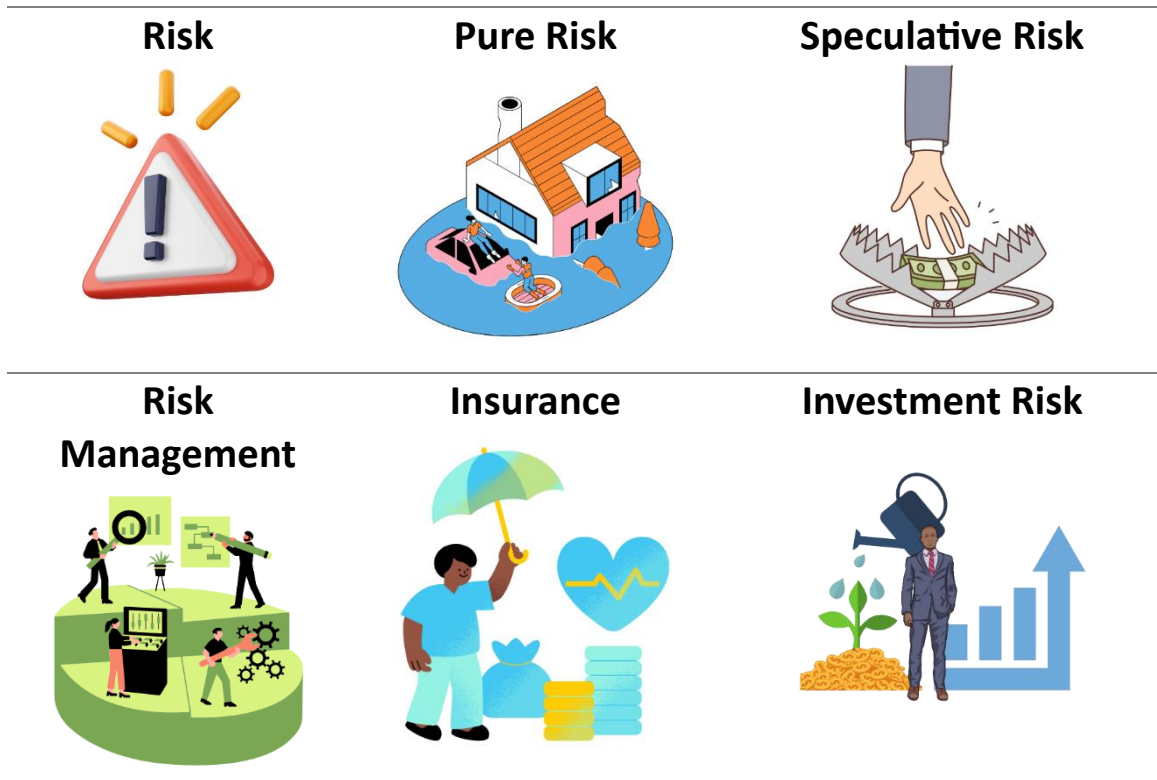 Risk
Pure Risk
Speculative Risk
Risk
Management
Insurance
Investment Risk